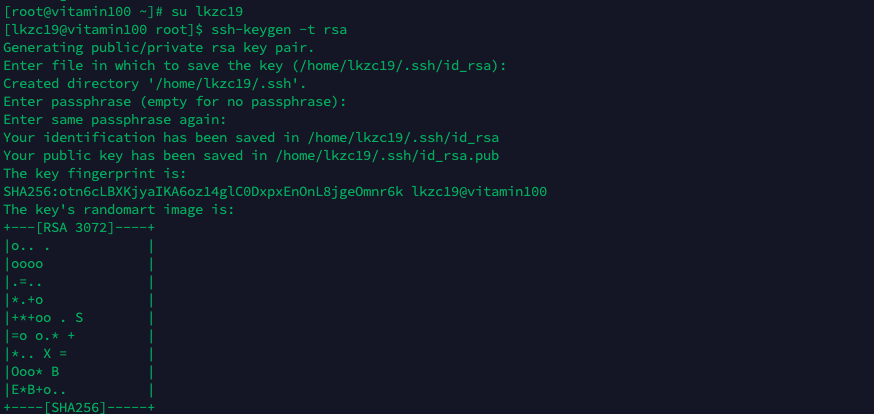 [root@vitamin100 ~]# su lkzc19
[lkzc19@vitamin100 root]$ ssh-keygen -t rsa
Generating public/private rsa key pair.
Enter file in which to save the key (/home/lkzc19/.ssh/id_rsa):
Created directory '/home/lkzc19/.ssh'.
Enter passphrase (empty for no passphrase):
Enter same passphrase again:
Your identification has been saved in /home/lkzc19/.ssh/id_rsa
Your public key has been saved in /home/lkzc19/.ssh/id_rsa.pub
The key fingerprint is:
SHA256:otn6cLBXKjyaIKA6oz14glC0DxpxEnOnL8jgeOmnr6k lkzc19@vitamin100
The key's randomart image is:
+---[RSA 3072]----+
|o.. .            |
|oooo             |
|.=..             |
|*.+o             |
|+*+oo . S        |
|=o o.* +         |
|*.. X =          |
|Ooo* B           |
|E*B+o..          |
+----[SHA256]-----+